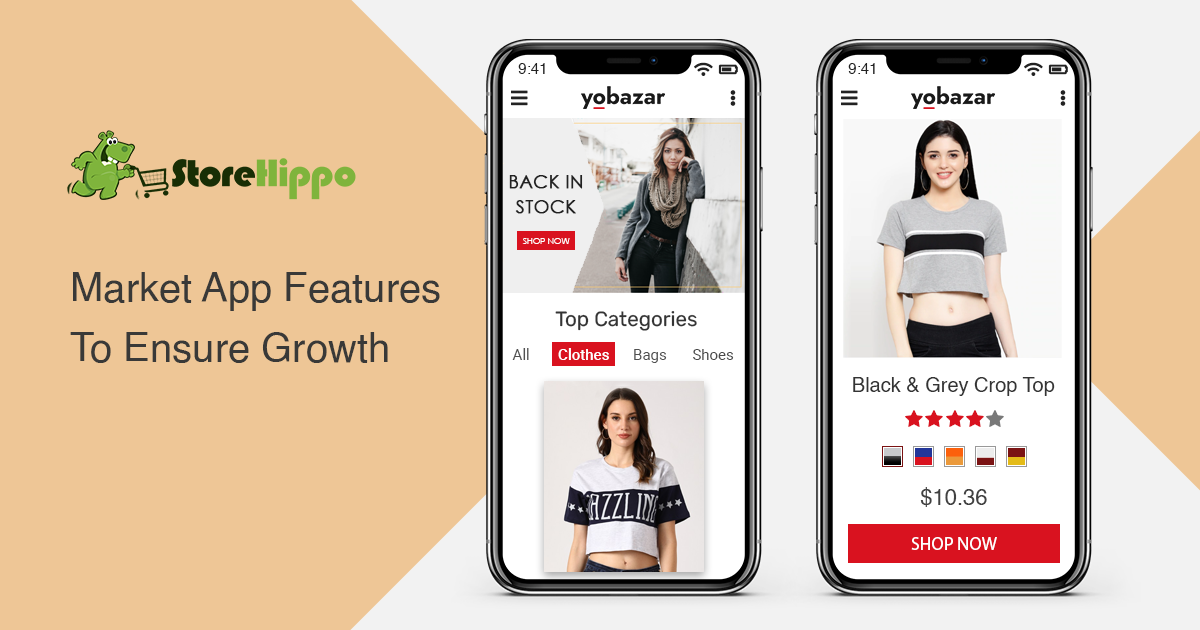 StoreHippo
Market App Features
To Ensure Growth
9:41
yobazar
BACK IN
STOCK
SHOP NOW
Top Categories
All Clothes Bags Shoes
DAZZLING
9:41
yobazar
Black & Grey Crop Top
$10.36
SHOP NOW